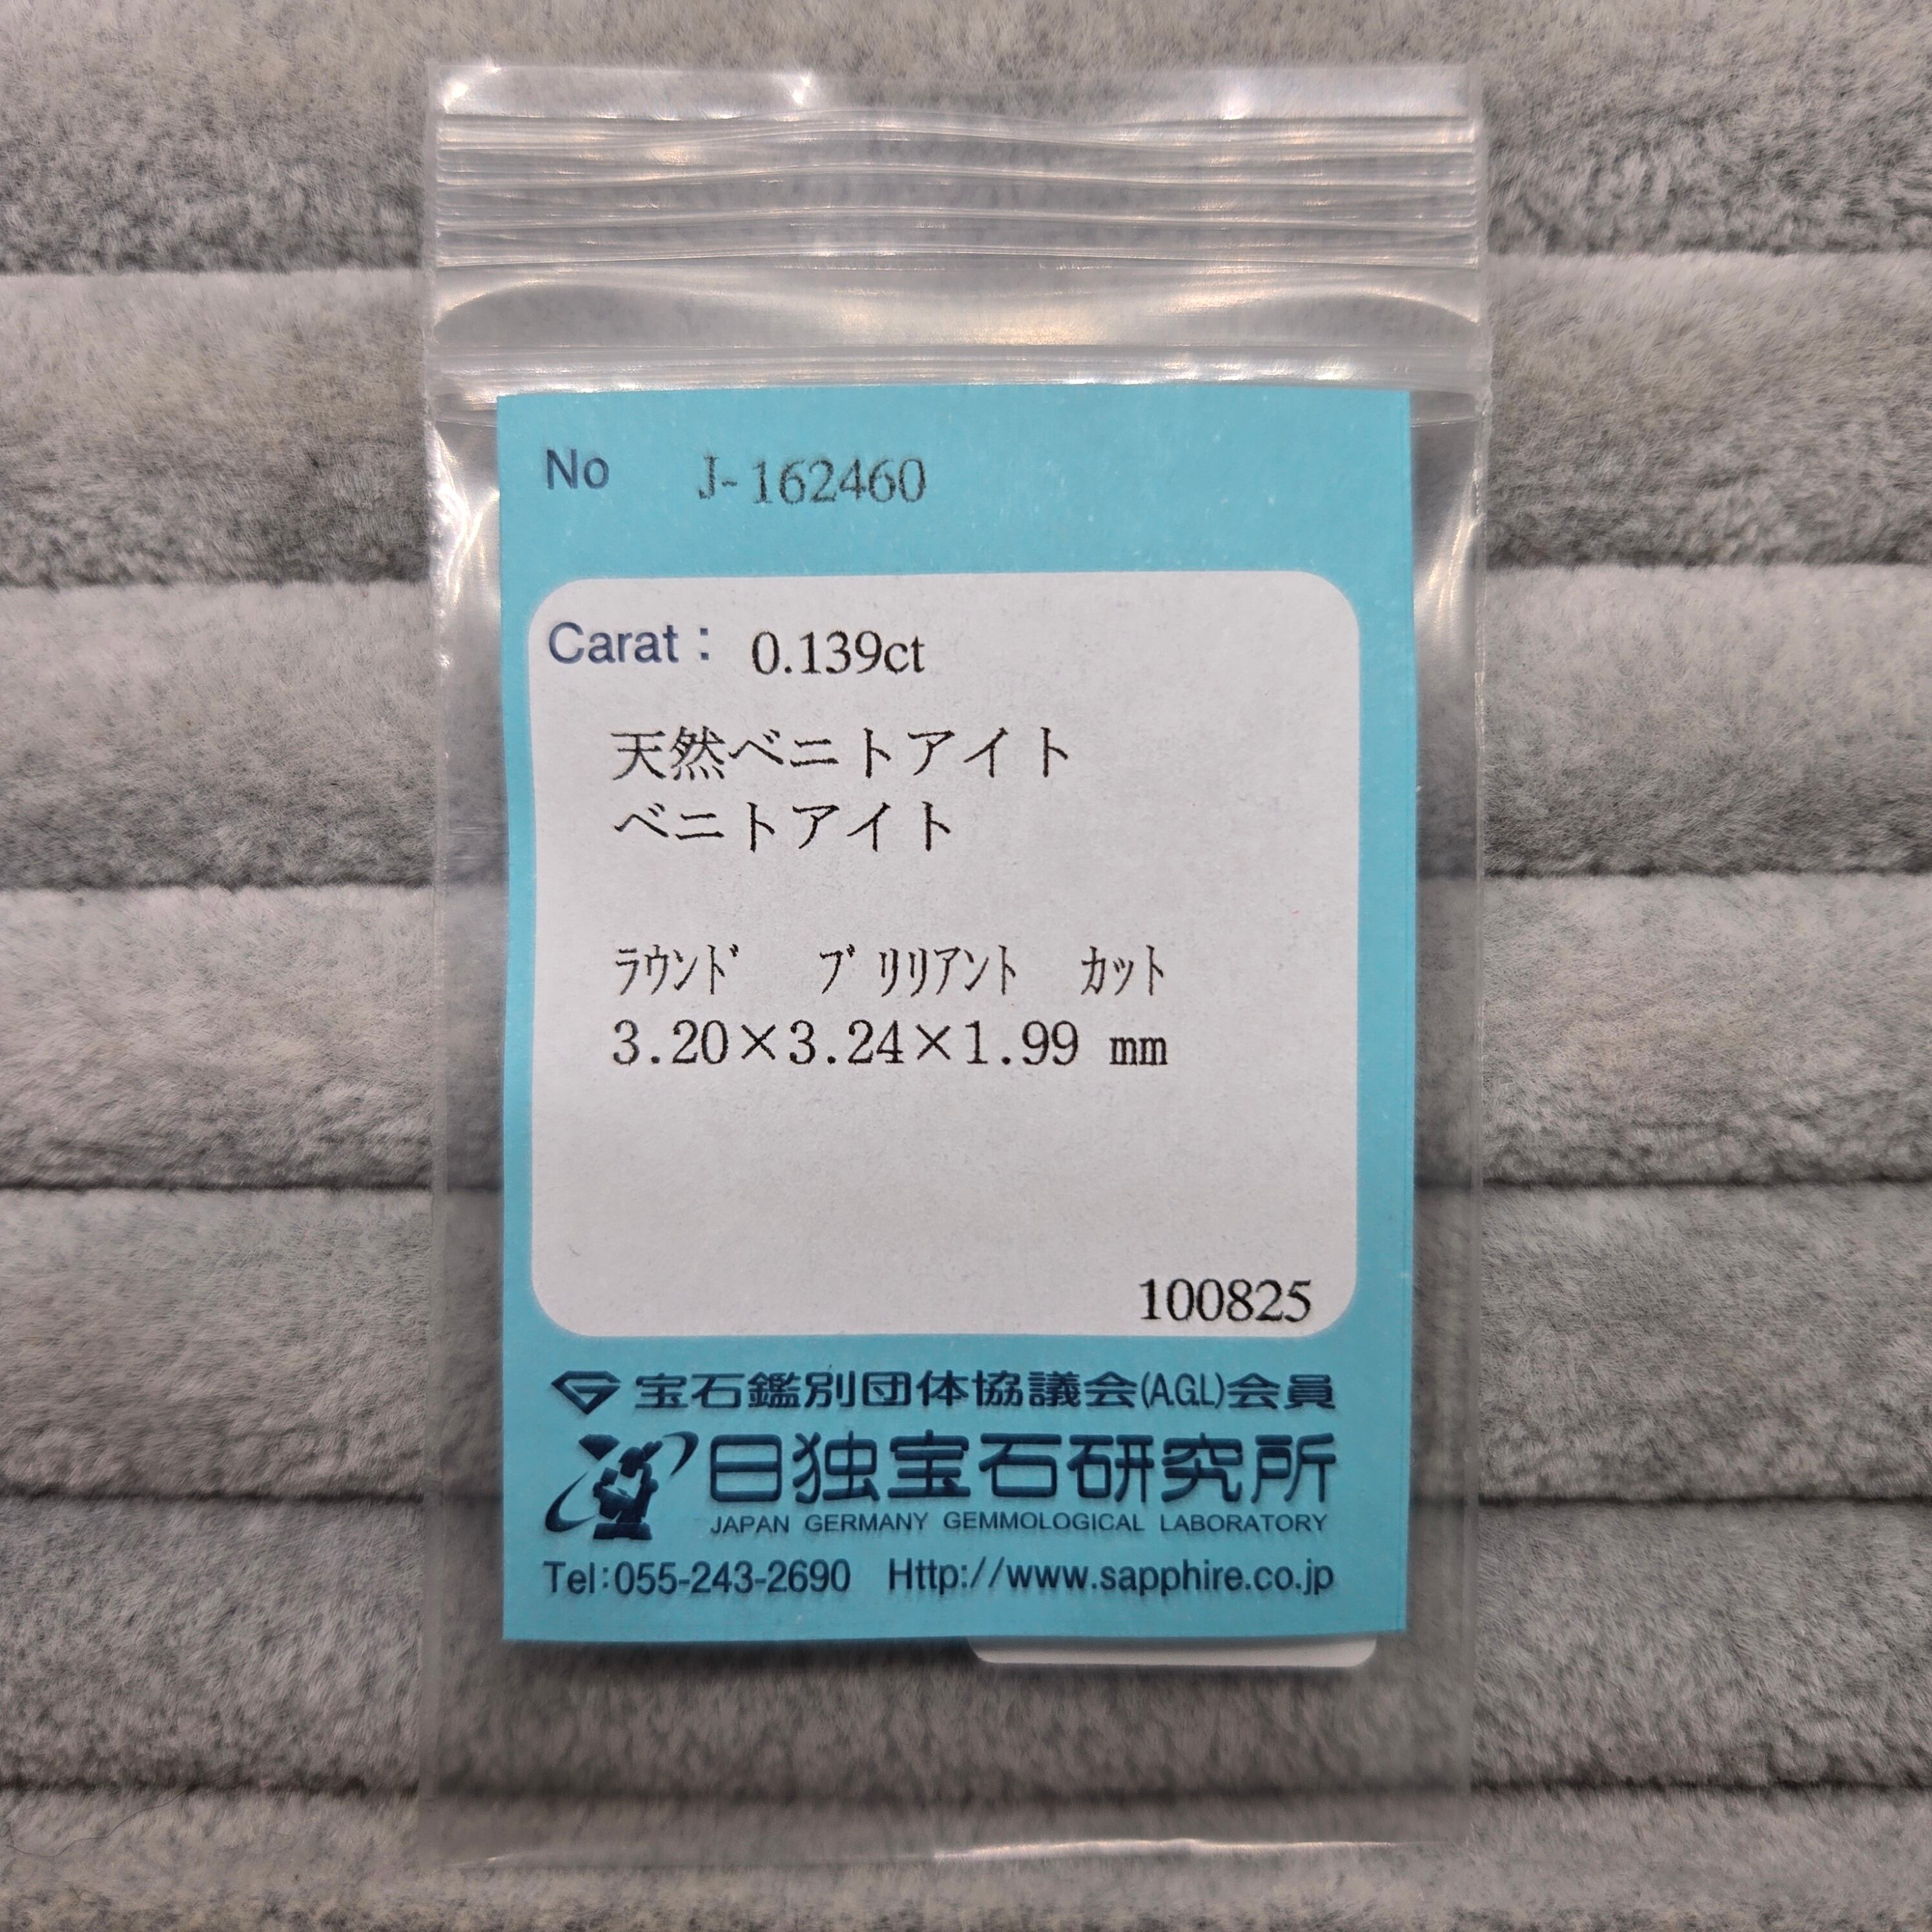 No J-162460
Carat： 0.139ct
天然ベニトアイト
ベニトアイト
ﾗｳﾝﾄﾞ ﾌﾞﾘﾘｱﾝﾄ ｶｯﾄ
3.20×3.24×1.99 mm
100825
宝石鑑別団体協議会(A.G.L)会員
日独宝石研究所
JAPAN GERMANY GEMMOLOGICAL LABORATORY
Tel:055-243-2690 Http://www.sapphire.co.jp